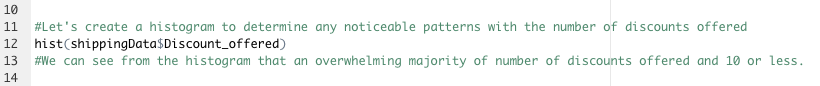 10
11 #Let's create a histogram to determine any noticeable patterns with the number of discounts offered
12 hist(shippingData$Discount_offered)
13 #We can see from the histogram that an overwhelming majority of number of discounts offered and 10 or less.
14